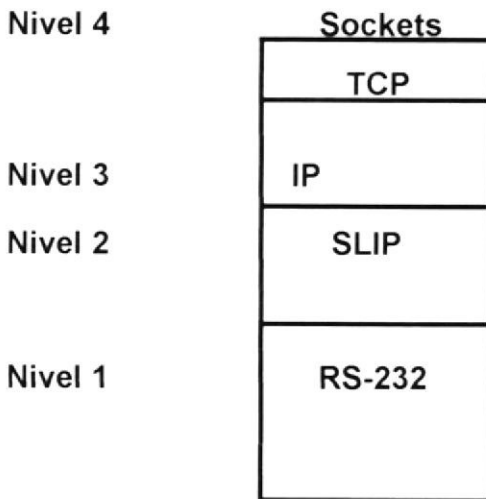 Nivel 4 Sockets
TCP
Nivel 3 IP
Nivel 2 SLIP
Nivel 1 RS-232